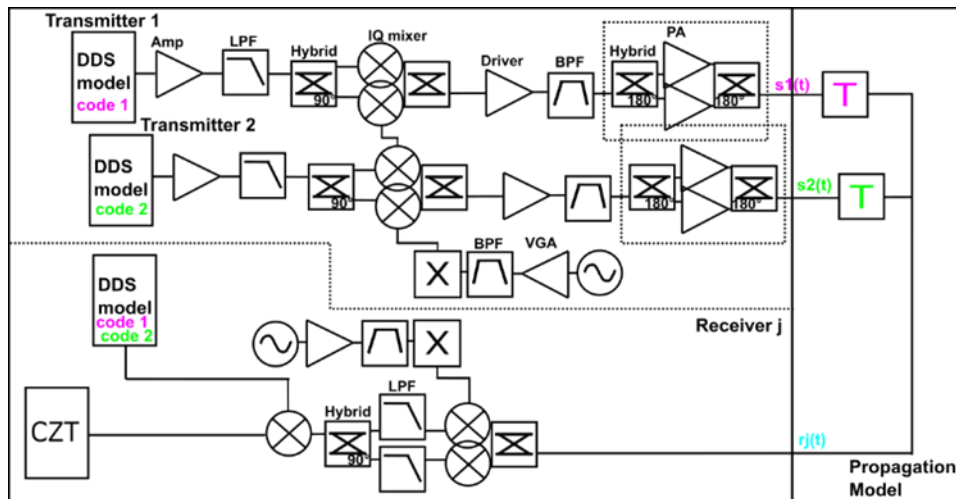 Transmitter 1
DDS
model
code 1
Amp
LPF
Hybrid
90°
IQ mixer
Driver
BPF
Hybrid
180°
PA
180°
s1(t)
T
Transmitter 2
DDS
model
code 2
90°
180°
180°
s2(t)
T
X
BPF
VGA
DDS
model
code 1
code 2
X
Receiver j
CZT
Hybrid
90°
LPF
rj(t)
Propagation
Model